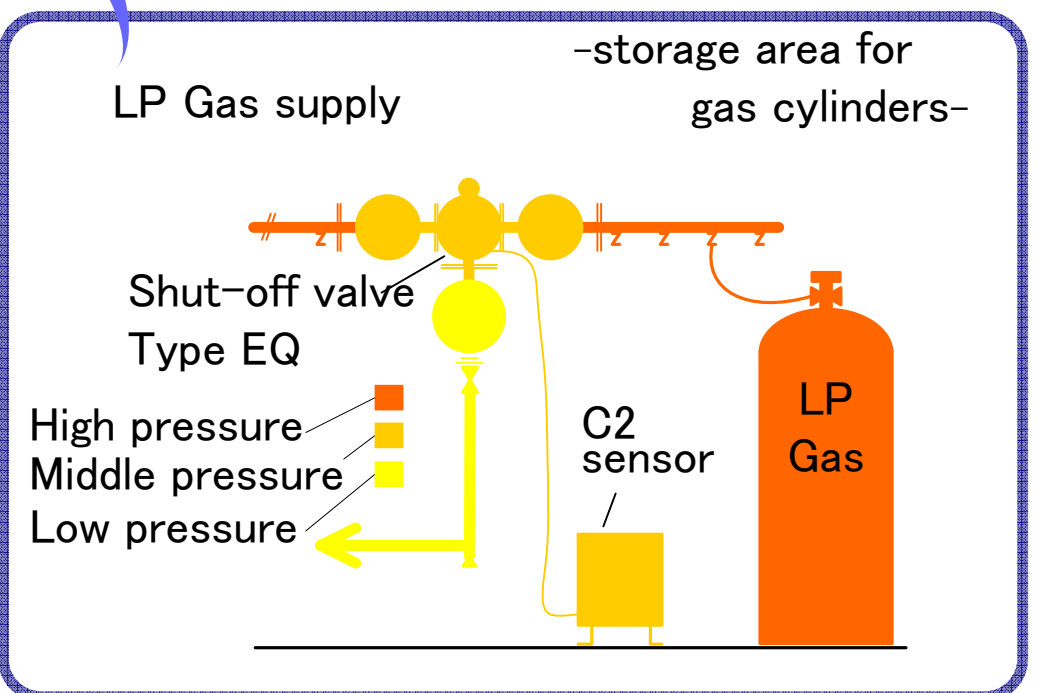 -storage area for
gas cylinders-
LP Gas supply
z z z z z
Shut-off valve
Type EQ
High pressure
Middle pressure
Low pressure
C2
sensor
LP
Gas